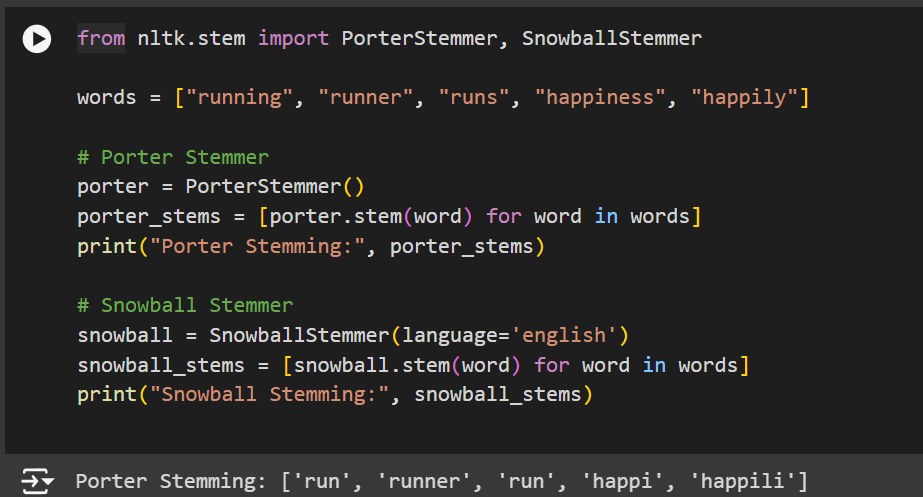 from nltk.stem import PorterStemmer, SnowballStemmer
words = ["running", "runner", "runs", "happiness", "happily"]
# Porter Stemmer
porter = PorterStemmer()
porter_stems = [porter.stem(word) for word in words]
print("Porter Stemming:", porter_stems)
# Snowball Stemmer
snowball = SnowballStemmer(language='english')
snowball_stems = [snowball.stem(word) for word in words]
print("Snowball Stemming:", snowball_stems)
Porter Stemming: ['run', 'runner', 'run', 'happi', 'happili']